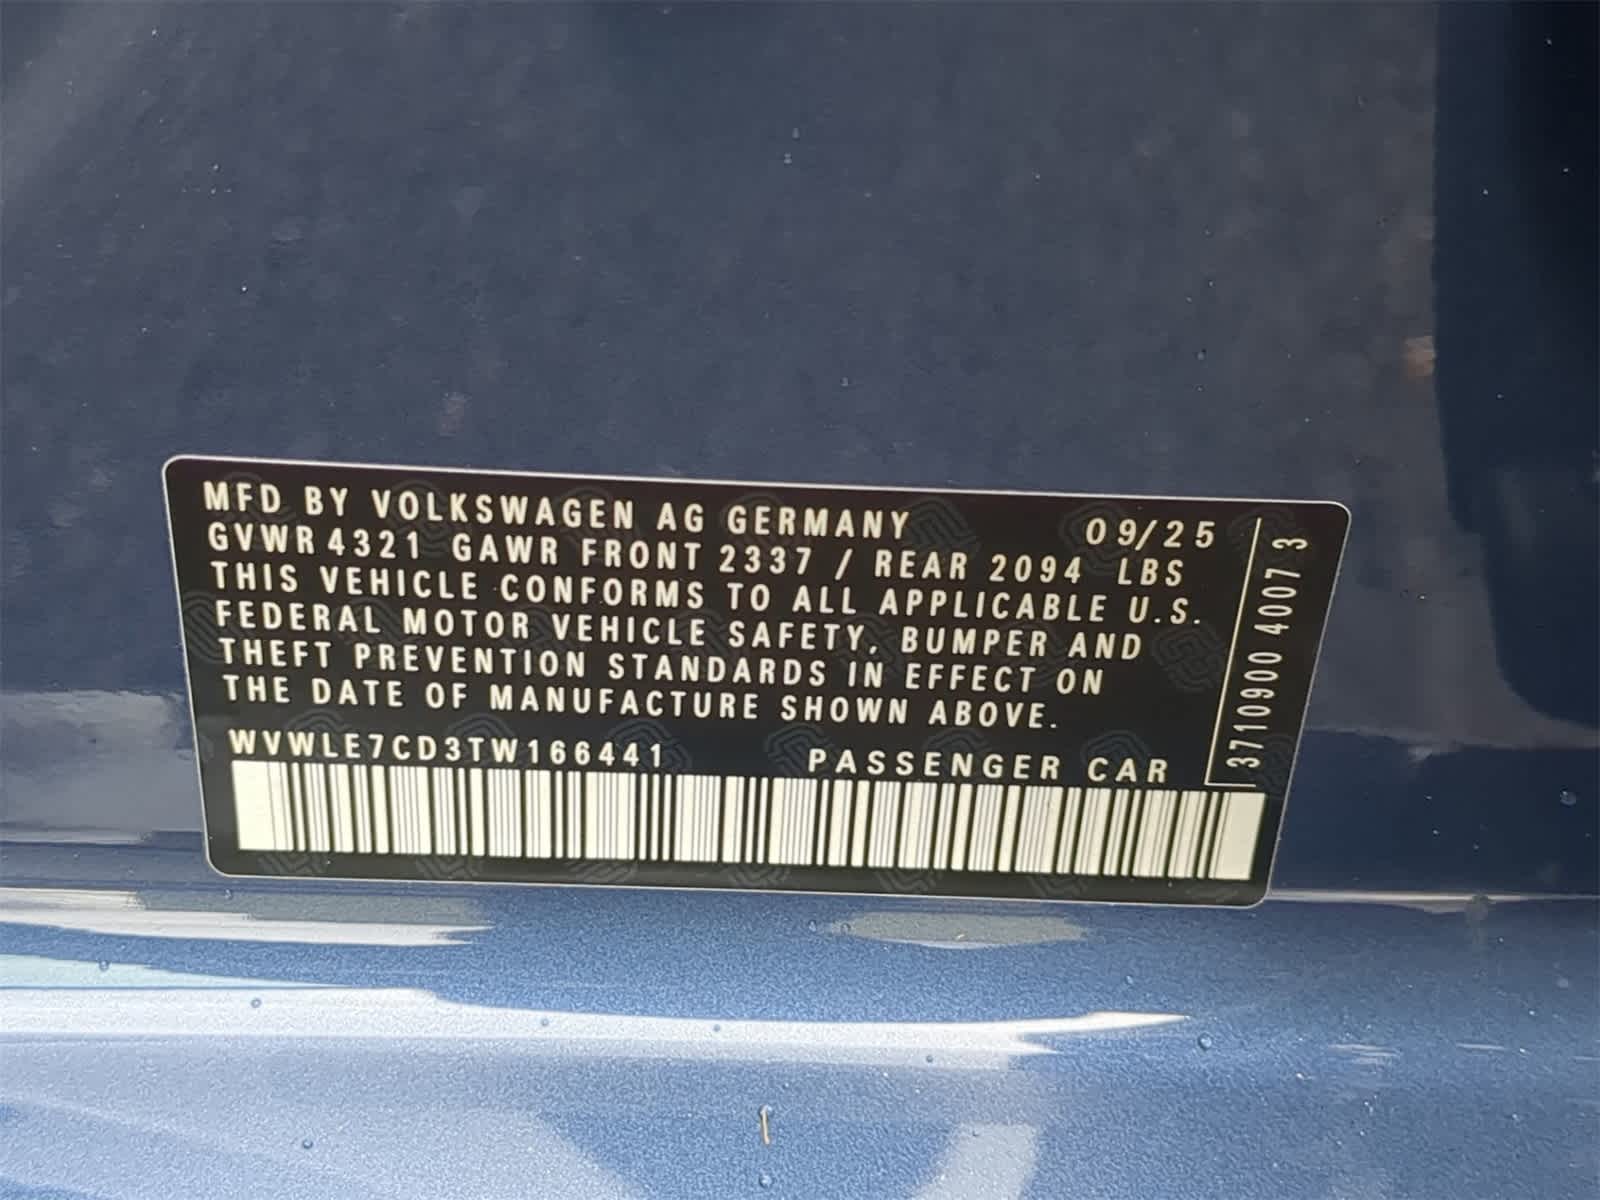 MFD BY VOLKSWAGEN AG GERMANY 09/25
GVWR 4321 GAWR FRONT 2337 / REAR 2094 LBS
THIS VEHICLE CONFORMS TO ALL APPLICABLE U.S.
FEDERAL MOTOR VEHICLE SAFETY, BUMPER AND
THEFT PREVENTION STANDARDS IN EFFECT ON
THE DATE OF MANUFACTURE SHOWN ABOVE.
WVWLE7CD3TW166441 PASSENGER CAR
3710900 4007 3